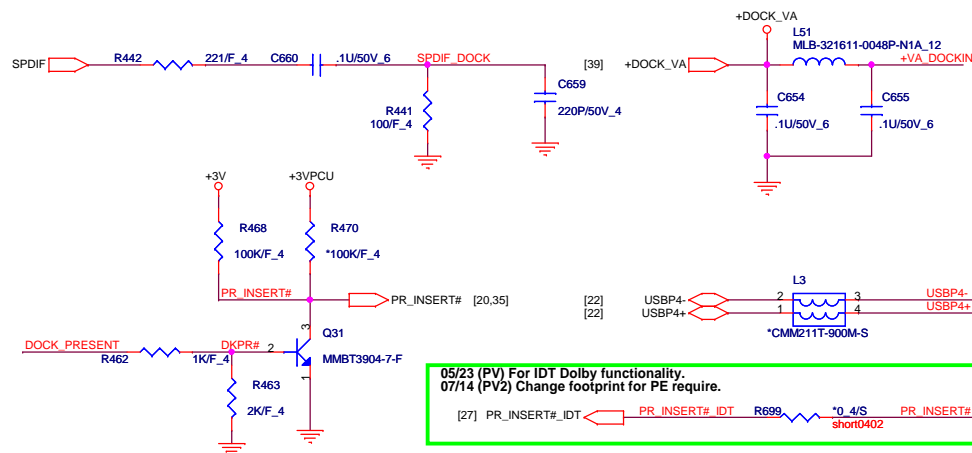 SPDIF R442 221/F_4 C660 .1U/50V_6 SPDIF_DOCK
R441
100/F_4
C659
220P/50V_4
+DOCK_VA
[39] +DOCK_VA
L51
MLB-321611-0048P-N1A_12
+VA_DOCKIN
C654
.1U/50V_6
C655
.1U/50V_6
+3V
+3VPCU
R468
100K/F_4
R470
*100K/F_4
PR_INSERT#
PR_INSERT# [20,35]
DOCK_PRESENT
R462
1K/F_4
DKPR#
2
3
1
Q31
MMBT3904-7-F
R463
2K/F_4
L3
[22] USBP4- 2 3 USBP4-
[22] USBP4+ 1 4 USBP4+
*CMM211T-900M-S
05/23 (PV) For IDT Dolby functionality.
07/14 (PV2) Change footprint for PE require.
[27] PR_INSERT#_IDT PR_INSERT#_IDT R699 *0_4/S PR_INSERT#
short0402